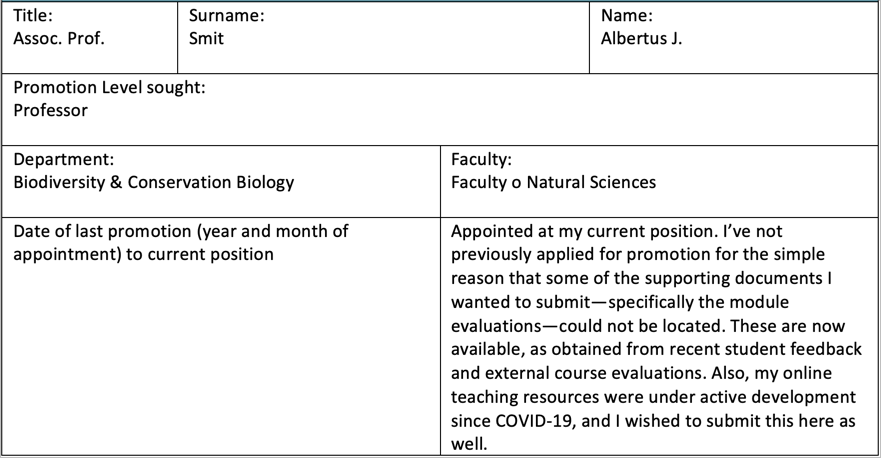 Title:
Assoc. Prof.
Surname:
Smit
Name:
Albertus J.
Promotion Level sought:
Professor
Department:
Biodiversity & Conservation Biology
Faculty:
Faculty o Natural Sciences
Date of last promotion (year and month of
appointment) to current position
Appointed at my current position. I’ve not
previously applied for promotion for the simple
reason that some of the supporting documents I
wanted to submit—specifically the module
evaluations—could not be located. These are now
available, as obtained from recent student feedback
and external course evaluations. Also, my online
teaching resources were under active development
since COVID-19, and I wished to submit this here as
well.